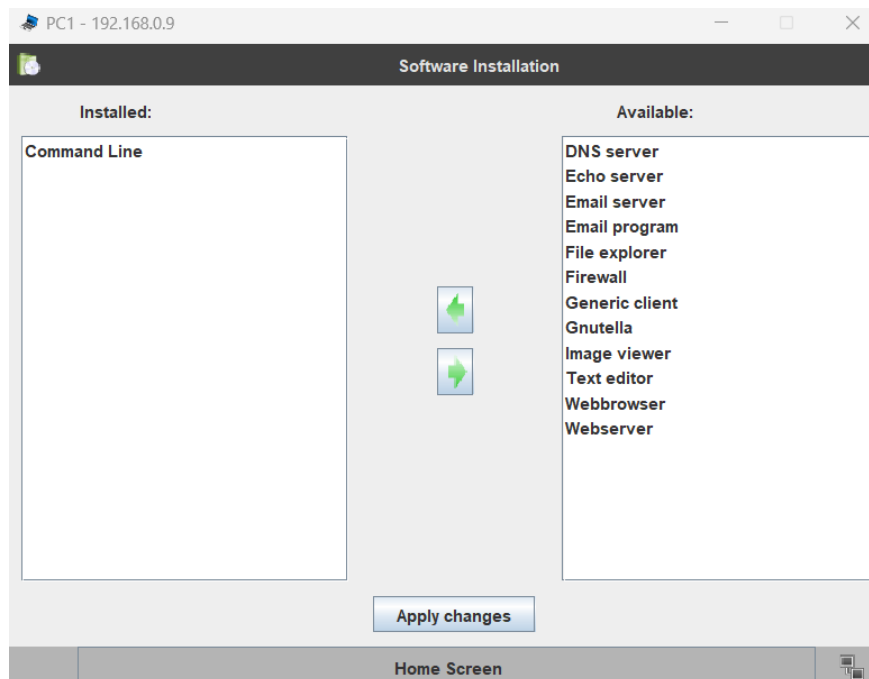 PC1 - 192.168.0.9
Software Installation
Installed:
Available:
Command Line
DNS server
Echo server
Email server
Email program
File explorer
Firewall
Generic client
Gnutella
Image viewer
Text editor
Webbrowser
Webserver
Apply changes
Home Screen